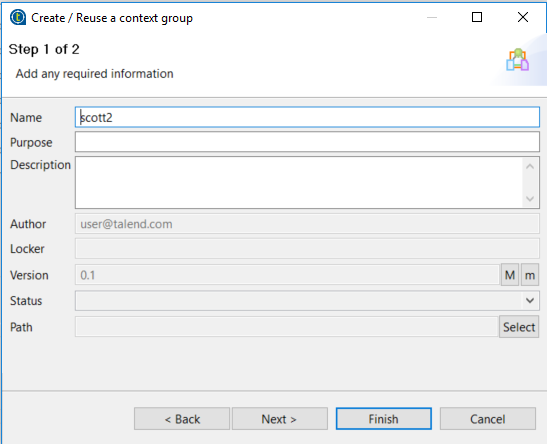 Create / Reuse a context group
Step 1 of 2
Add any required information
Name scott2
Purpose
Description
Author user@talend.com
Locker
Version 0.1 M m
Status
Path Select
< Back Next > Finish Cancel